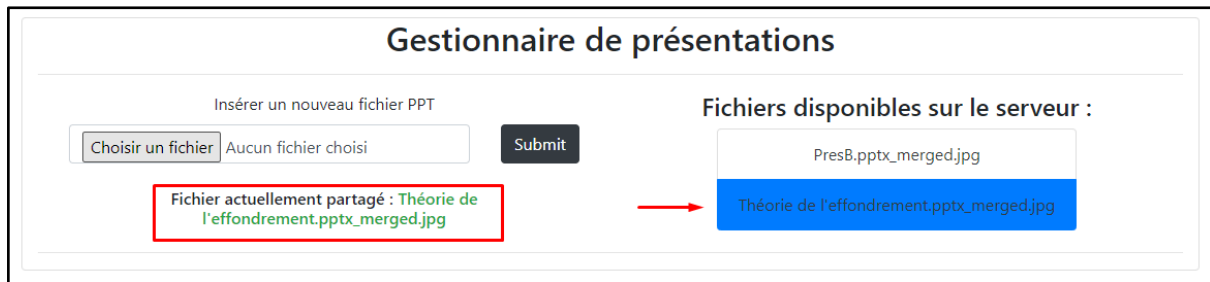 Gestionnaire de présentations
Insérer un nouveau fichier PPT
Choisir un fichier Aucun fichier choisi
Submit
Fichier actuellement partagé : Théorie de
l'effondrement.pptx_merged.jpg
Fichiers disponibles sur le serveur :
PresB.pptx_merged.jpg
Théorie de l'effondrement.pptx_merged.jpg